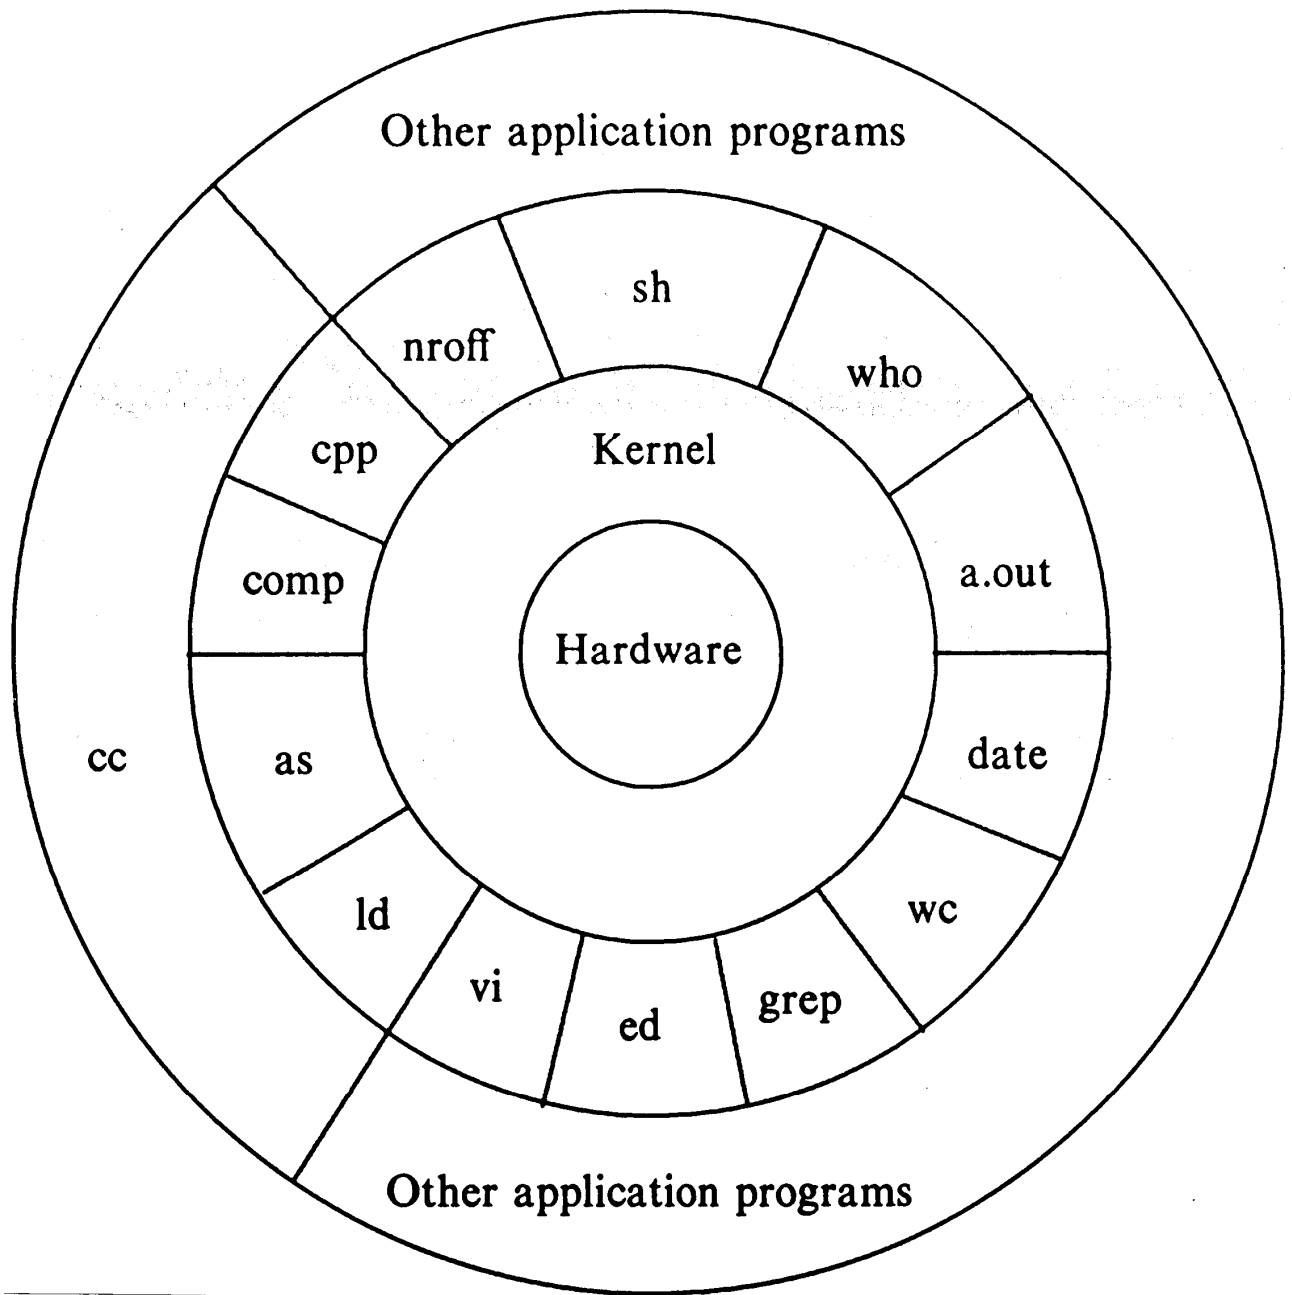 Other application programs
sh
nroff
who
cpp
Kernel
comp
a.out
Hardware
cc
as
date
ld
wc
vi
ed
grep
Other application programs